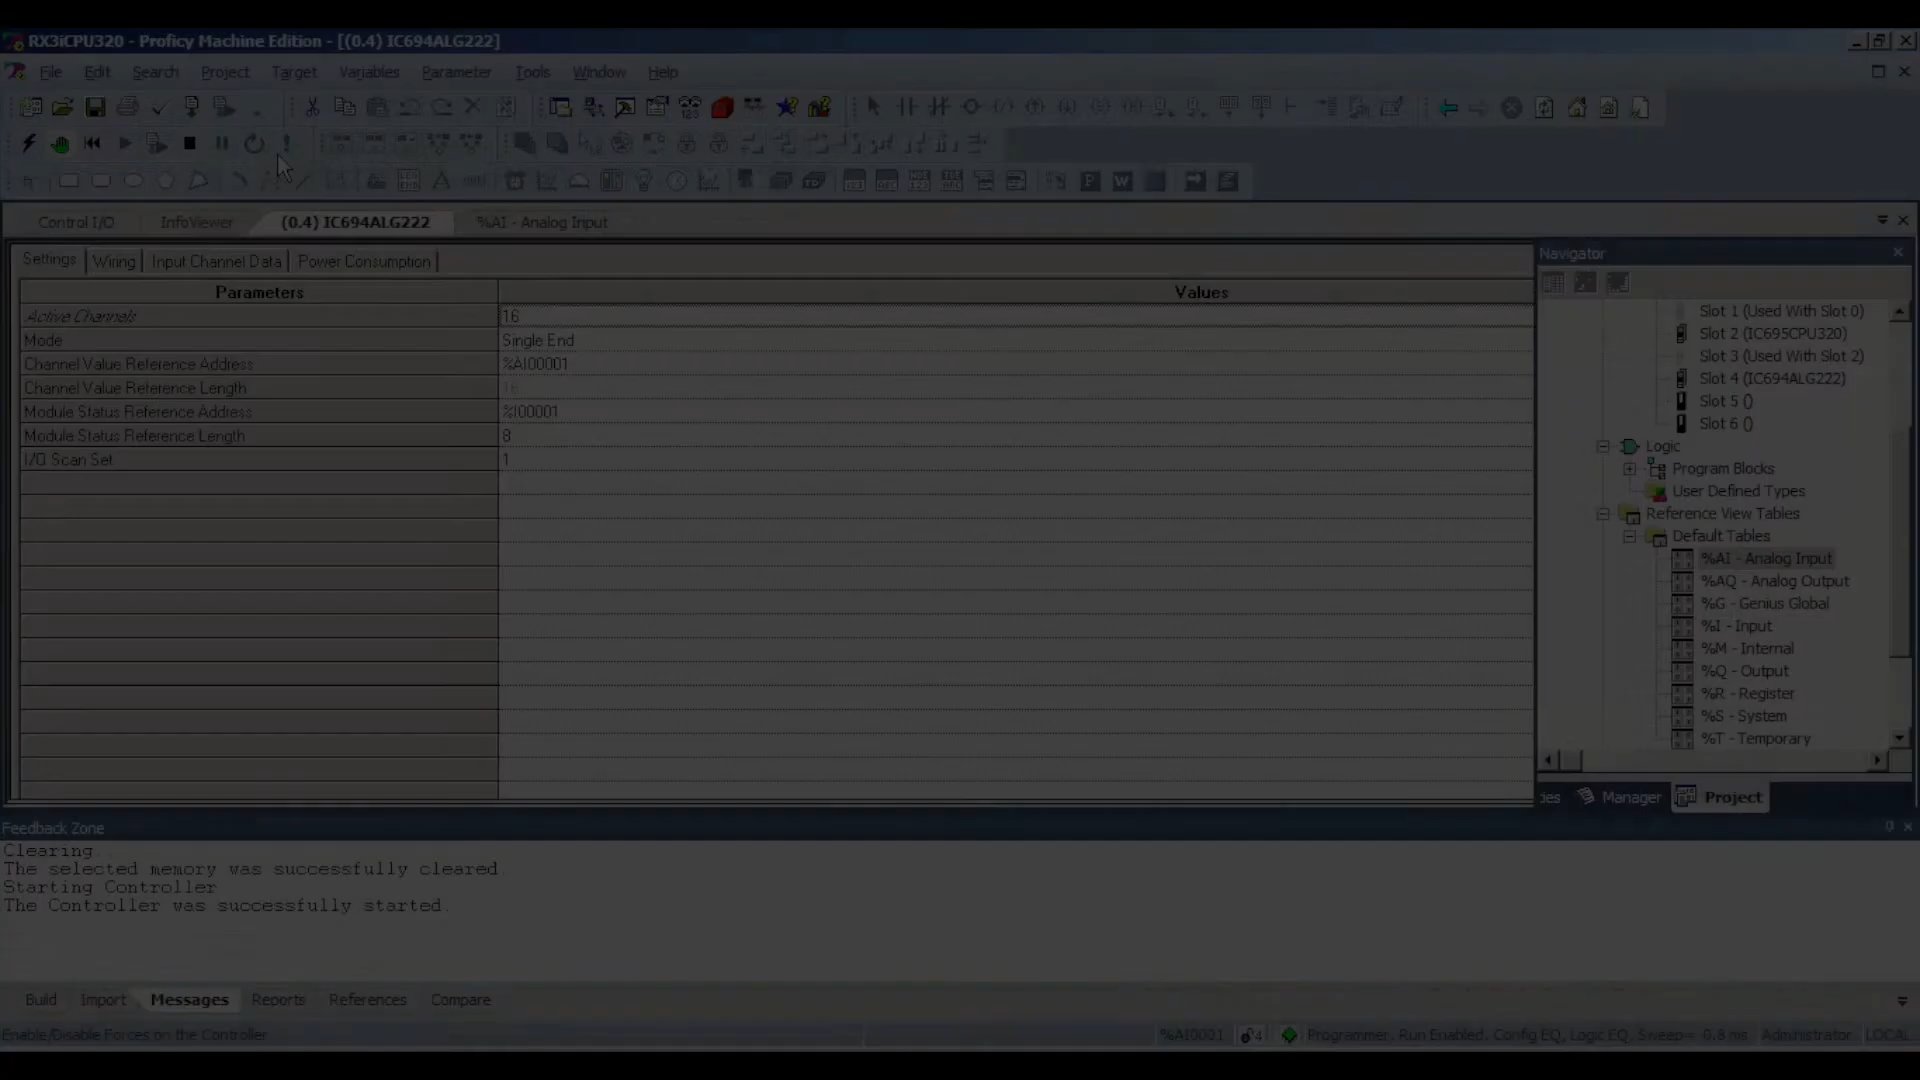 RX3iCPU320 - Proficy Machine Edition - [(0.4) IC694ALG222]
File Edit Search Project Target Variables Parameter Tools Window Help
Control I/O InfoViewer (0.4) IC694ALG222 %AI - Analog Input
Settings Wiring Input Channel Data Power Consumption
Parameters Values
Active Channels 16
Mode Single End
Channel Value Reference Address %AI00001
Channel Value Reference Length 16
Module Status Reference Address %I00001
Module Status Reference Length 8
I/O Scan Set 1
Navigator
Slot 1 (Used With Slot 0)
Slot 2 (IC695CPU320)
Slot 3 (Used With Slot 2)
Slot 4 (IC694ALG222)
Slot 5 ()
Slot 6 ()
Logic
Program Blocks
User Defined Types
Reference View Tables
Default Tables
%AI - Analog Input
%AQ - Analog Output
%G - Genius Global
%I - Input
%M - Internal
%Q - Output
%R - Register
%S - System
%T - Temporary
ies Manager Project
Feedback Zone
Clearing
The selected memory was successfully cleared.
Starting Controller
The Controller was successfully started.
Build Import Messages Reports References Compare
Enable/Disable Forces on the Controller %AI0001 4 Programmer, Run Enabled, Config EQ, Logic EQ, Sweep= 0.8 ms Administrator LOCAL